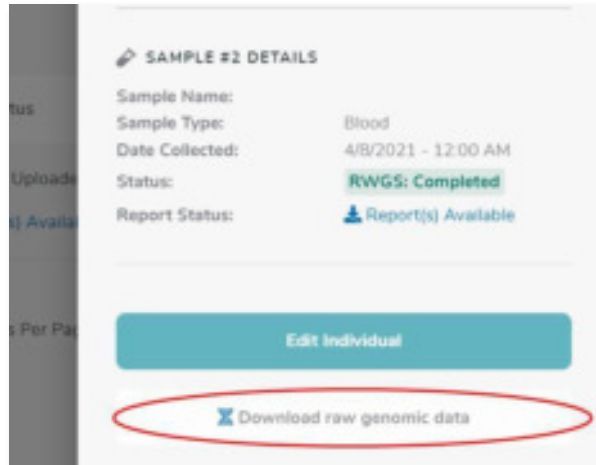 SAMPLE #2 DETAILS
Sample Name:
tus
Sample Type: Blood
Date Collected: 4/8/2021 - 12:00 AM
Uploade
Status: RWGS: Completed
Report Status: Report(s) Available
s) Availa
s Per Pag
Edit Individual
Download raw genomic data